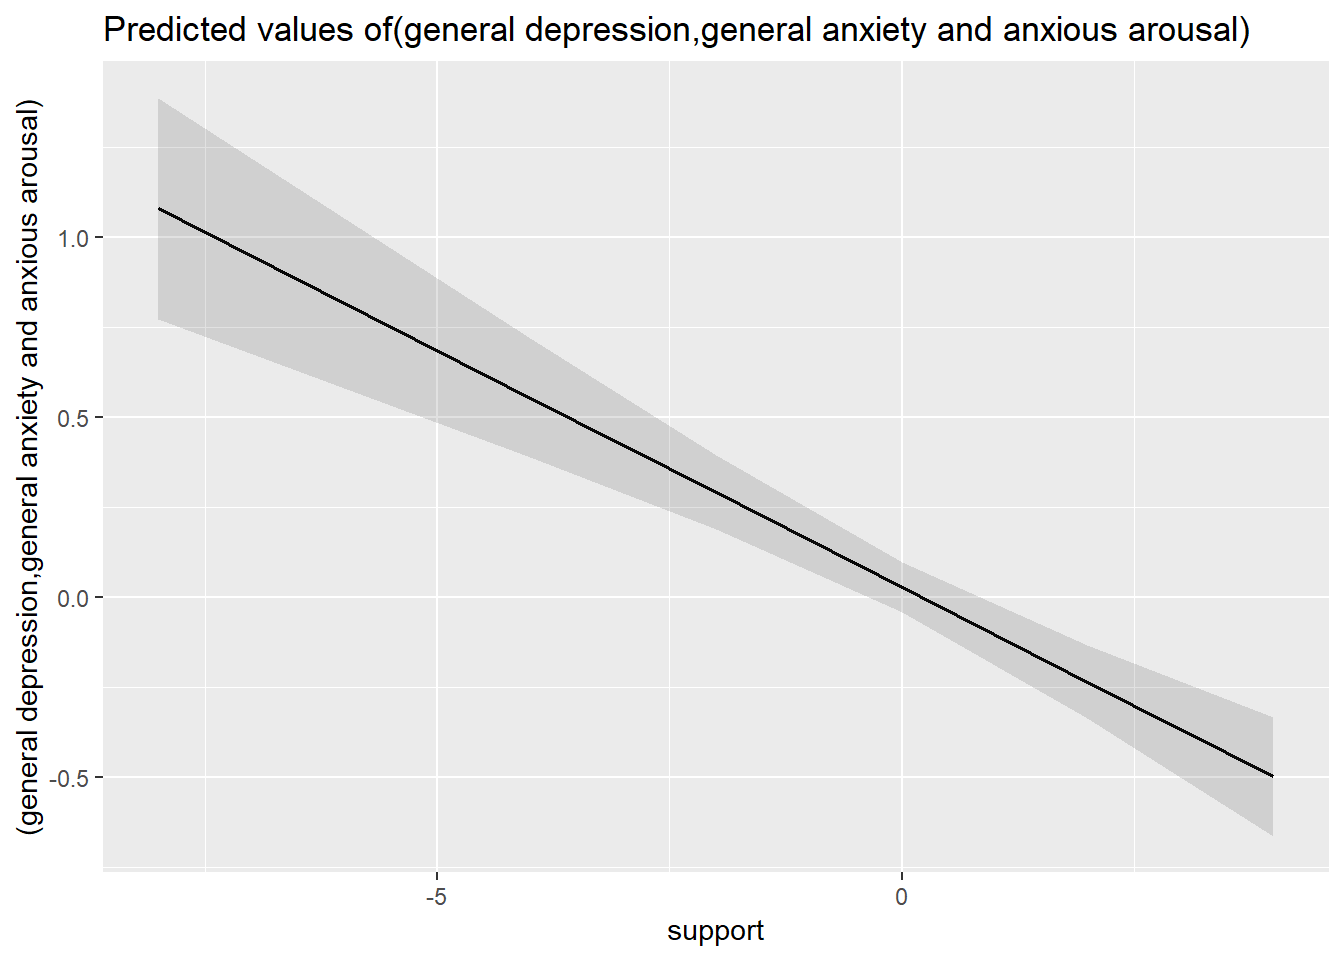 Predicted values of(general depression,general anxiety and anxious arousal)
(general depression,general anxiety and anxious arousal)
1.0
0.5
0.0
-0.5
-5
0
support